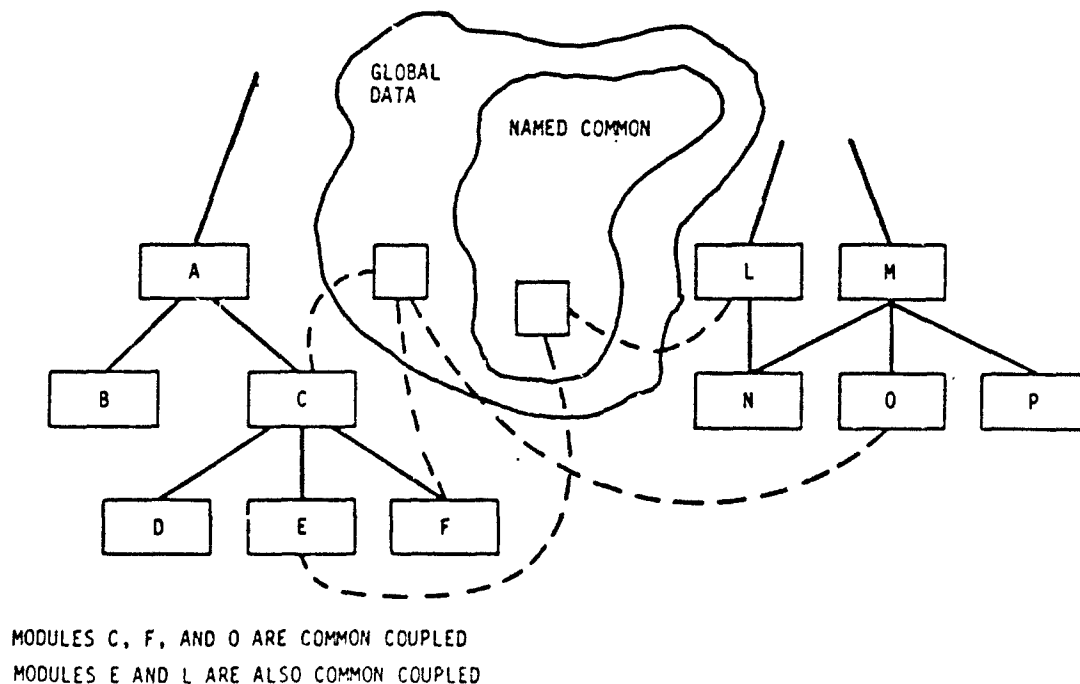 GLOBAL
DATA
NAMED COMMON
A
L
M
B
C
N
O
P
D
E
F
MODULES C, F, AND O ARE COMMON COUPLED
MODULES E AND L ARE ALSO COMMON COUPLED